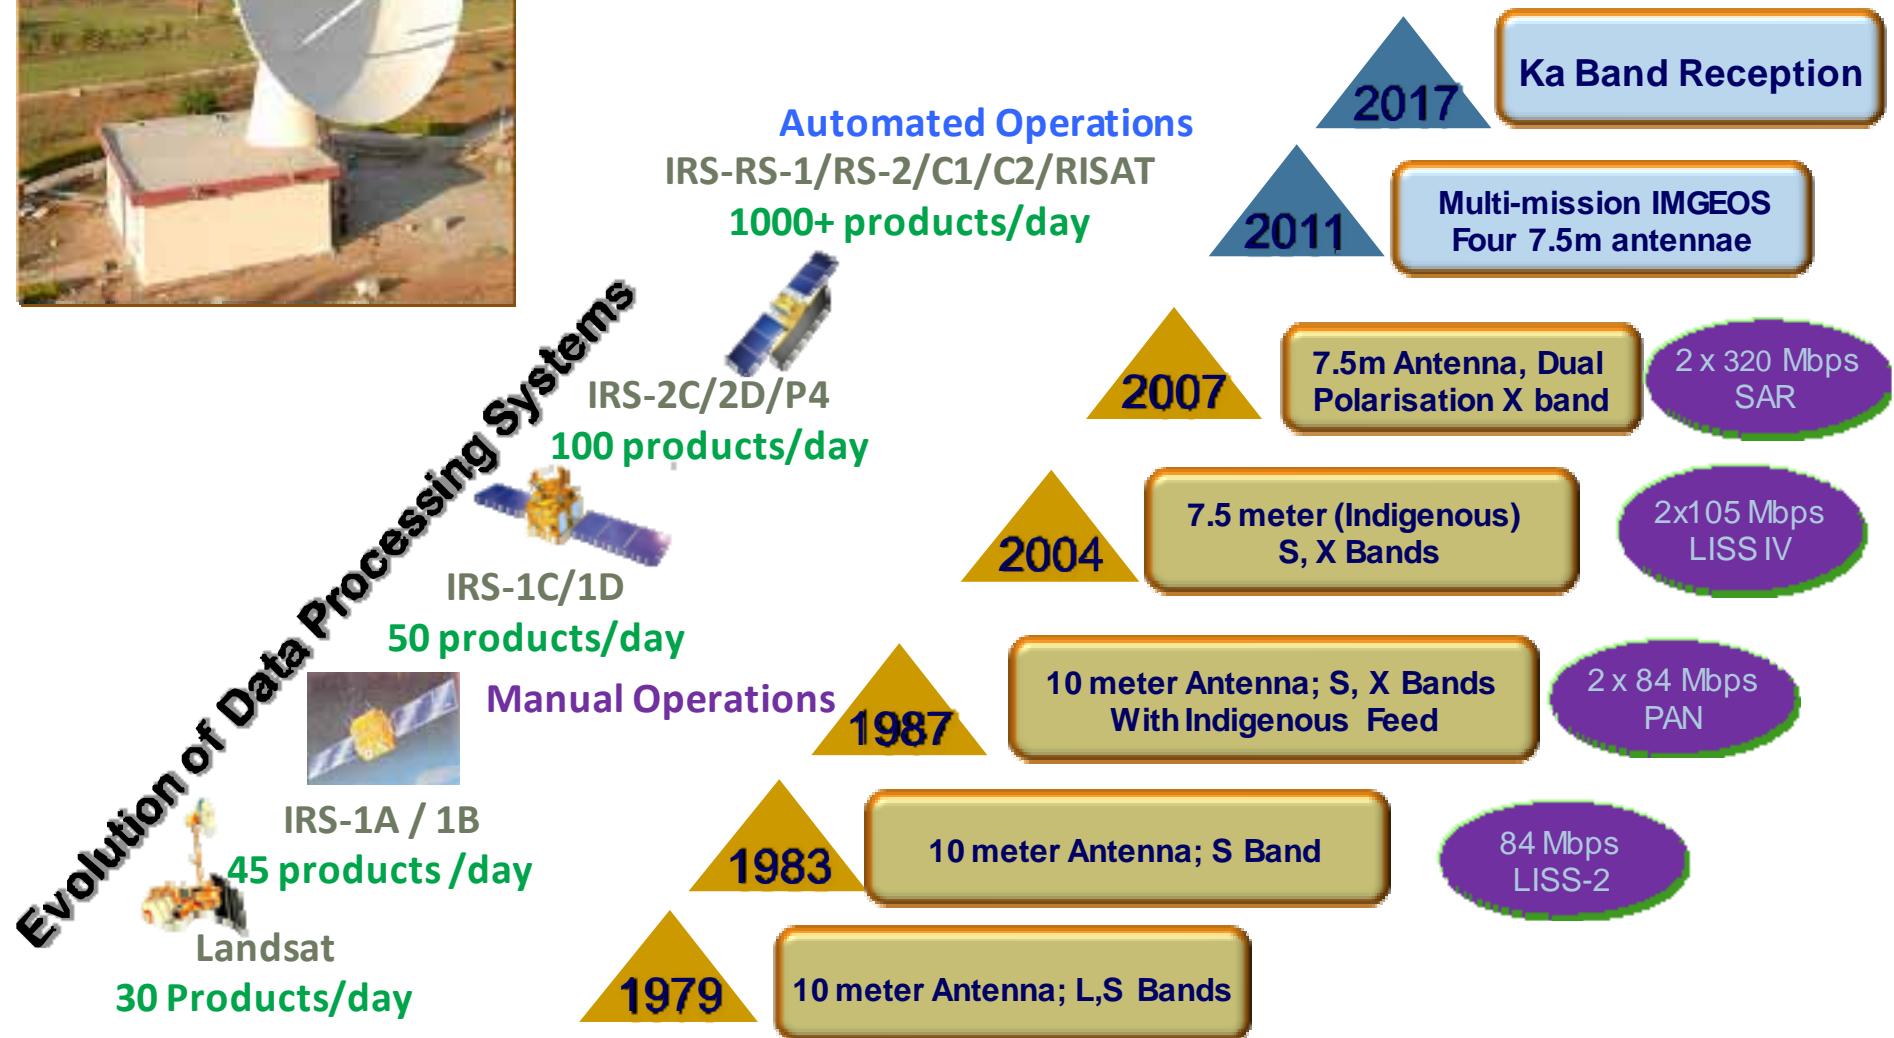 Ka Band Reception
2017
Automated Operations
IRS-RS-1/RS-2/C1/C2/RISAT
1000+ products/day
Multi-mission IMGEOS
Four 7.5m antennae
2011
Evolution of Data Processing Systems
IRS-2C/2D/P4
100 products/day
2007
7.5m Antenna, Dual
Polarisation X band
2 x 320 Mbps
SAR
IRS-1C/1D
50 products/day
2004
7.5 meter (Indigenous)
S, X Bands
2x105 Mbps
LISS IV
Manual Operations
1987
10 meter Antenna; S, X Bands
With Indigenous Feed
2 x 84 Mbps
PAN
IRS-1A / 1B
45 products /day
1983
10 meter Antenna; S Band
84 Mbps
LISS-2
Landsat
30 Products/day
1979
10 meter Antenna; L,S Bands